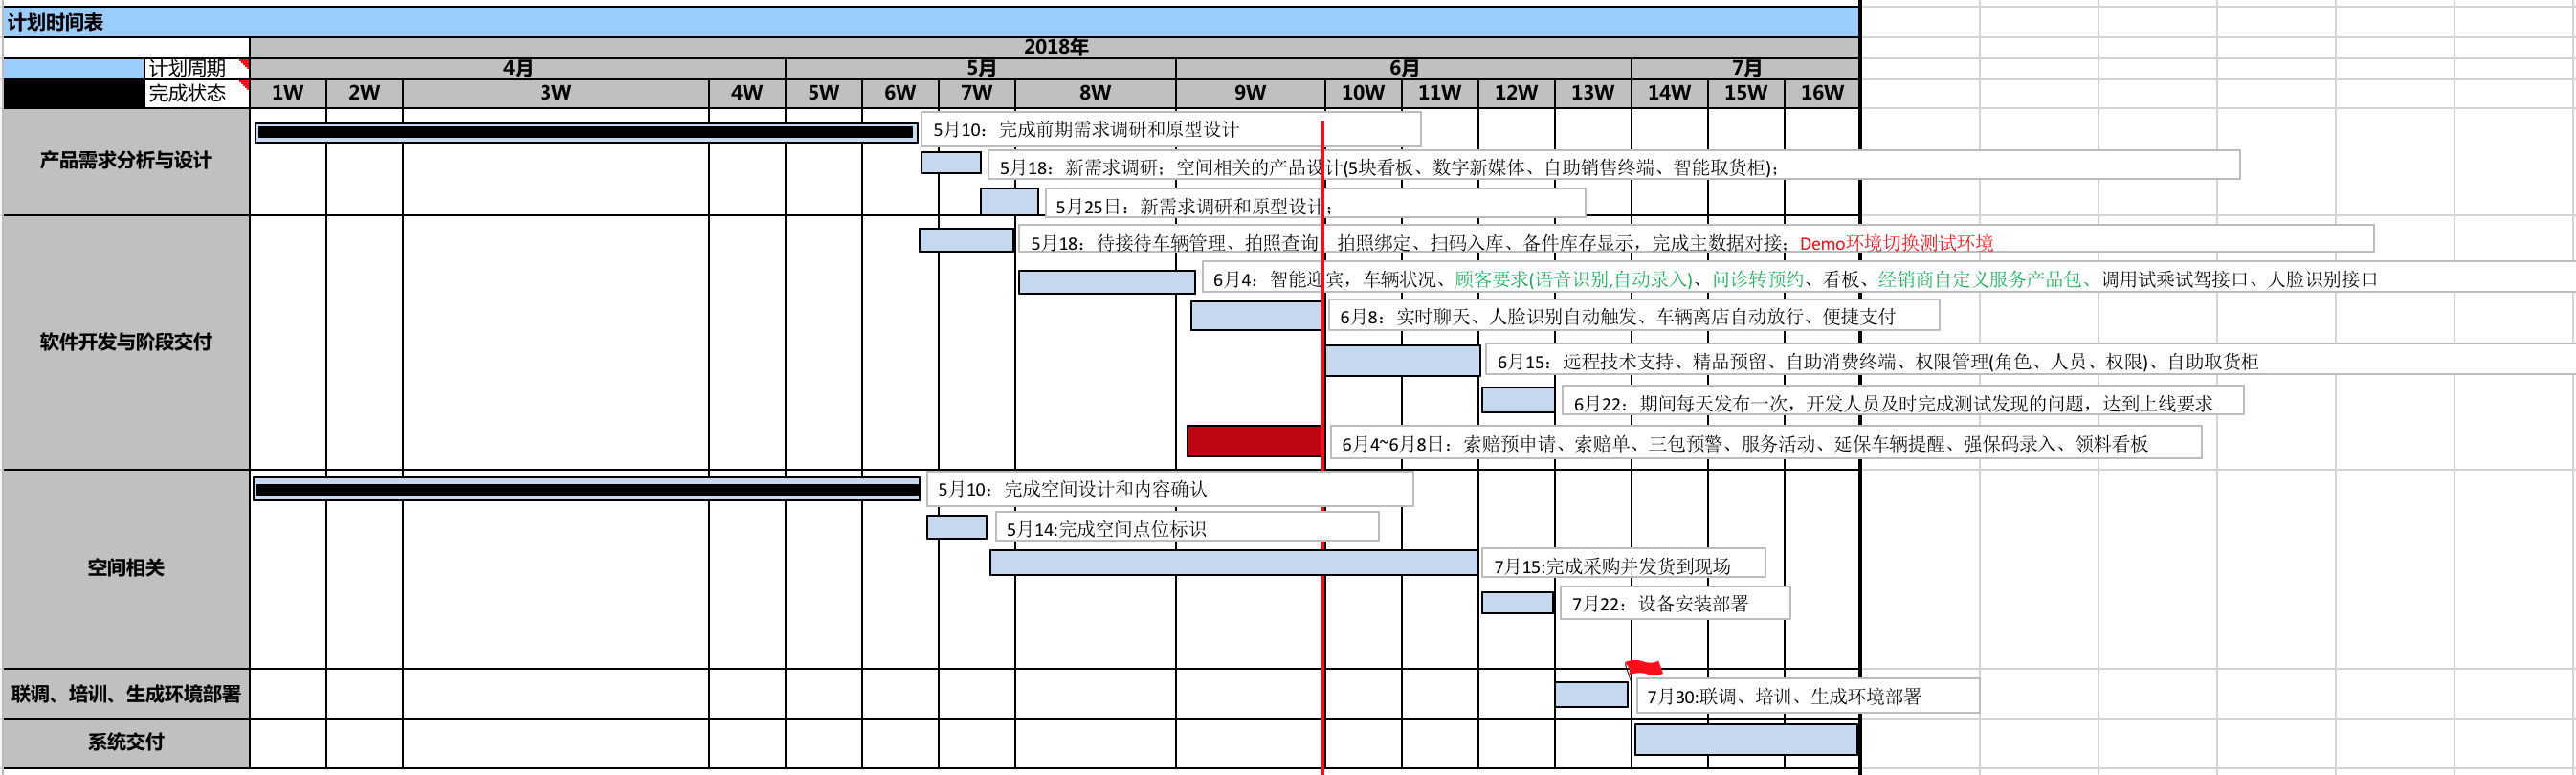 计划时间表
2018年
计划周期
4月 5月 6月 7月
完成状态
1W 2W 3W 4W 5W 6W 7W 8W 9W 10W 11W 12W 13W 14W 15W 16W
产品需求分析与设计
5月10：完成前期需求调研和原型设计
5月18：新需求调研；空间相关的产品设计(5块看板、数字新媒体、自助销售终端、智能取货柜)；
5月25日：新需求调研和原型设计；
软件开发与阶段交付
5月18：待接待车辆管理、拍照查询、拍照绑定、扫码入库、备件库存显示，完成主数据对接；Demo环境切换测试环境
6月4：智能迎宾，车辆状况、顾客要求(语音识别,自动录入)、问诊转预约、看板、经销商自定义服务产品包、调用试乘试驾接口、人脸识别接口
6月8：实时聊天、人脸识别自动触发、车辆离店自动放行、便捷支付
6月15：远程技术支持、精品预留、自助消费终端、权限管理(角色、人员、权限)、自助取货柜
6月22：期间每天发布一次，开发人员及时完成测试发现的问题，达到上线要求
6月4~6月8日：索赔预申请、索赔单、三包预警、服务活动、延保车辆提醒、强保码录入、领料看板
空间相关
5月10：完成空间设计和内容确认
5月14:完成空间点位标识
7月15:完成采购并发货到现场
7月22：设备安装部署
联调、培训、生成环境部署
7月30:联调、培训、生成环境部署
系统交付